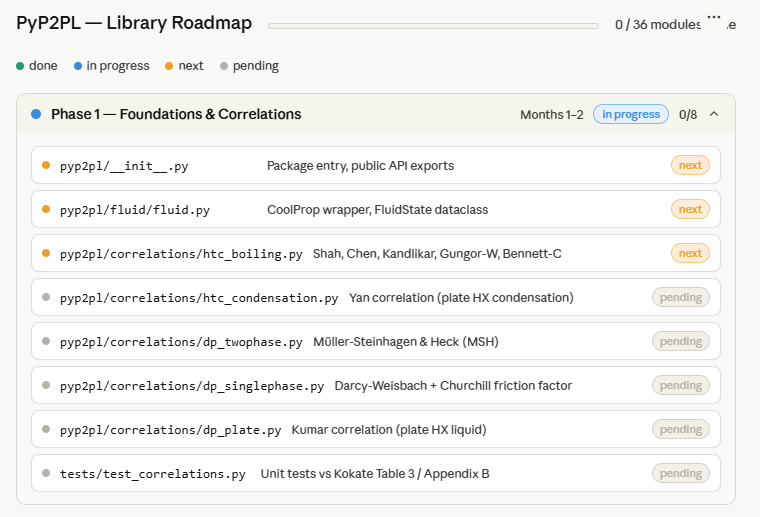 PyP2PL — Library Roadmap 0 / 36 modules e
done in progress next pending
Phase 1 — Foundations & Correlations Months 1–2 in progress 0/8
pyp2pl/__init__.py Package entry, public API exports next
pyp2pl/fluid/fluid.py CoolProp wrapper, FluidState dataclass next
pyp2pl/correlations/htc_boiling.py Shah, Chen, Kandlikar, Gungor-W, Bennett-C next
pyp2pl/correlations/htc_condensation.py Yan correlation (plate HX condensation) pending
pyp2pl/correlations/dp_twophase.py Müller-Steinhagen & Heck (MSH) pending
pyp2pl/correlations/dp_singlephase.py Darcy-Weisbach + Churchill friction factor pending
pyp2pl/correlations/dp_plate.py Kumar correlation (plate HX liquid) pending
tests/test_correlations.py Unit tests vs Kokate Table 3 / Appendix B pending